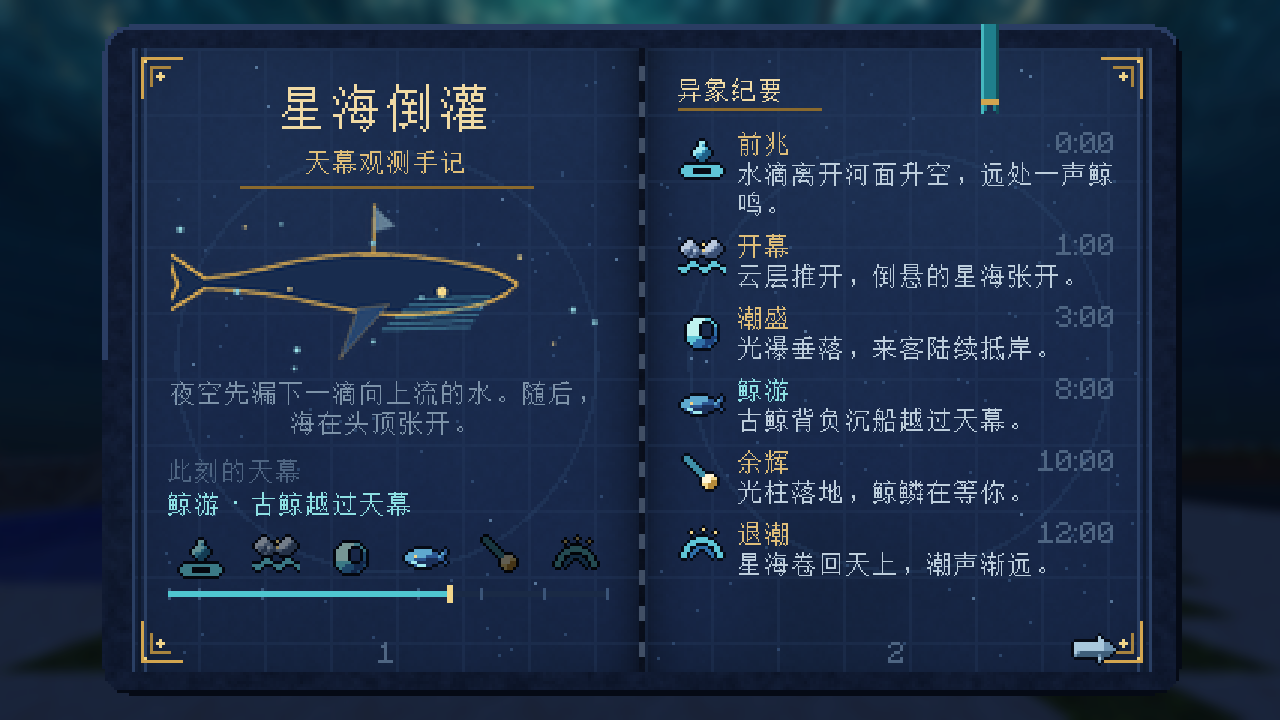 星海倒灌
天幕观测手记
夜空先漏下一滴向上流的水。随后，
海在头顶张开。
此刻的天幕
鲸游 · 古鲸越过天幕
1
异象纪要
前兆 0:00
水滴离开河面升空，远处一声鲸
鸣。
开幕 1:00
云层推开，倒悬的星海张开。
潮盛 3:00
光瀑垂落，来客陆续抵岸。
鲸游 8:00
古鲸背负沉船越过天幕。
余辉 10:00
光柱落地，鲸鳞在等你。
退潮 12:00
星海卷回天上，潮声渐远。
2